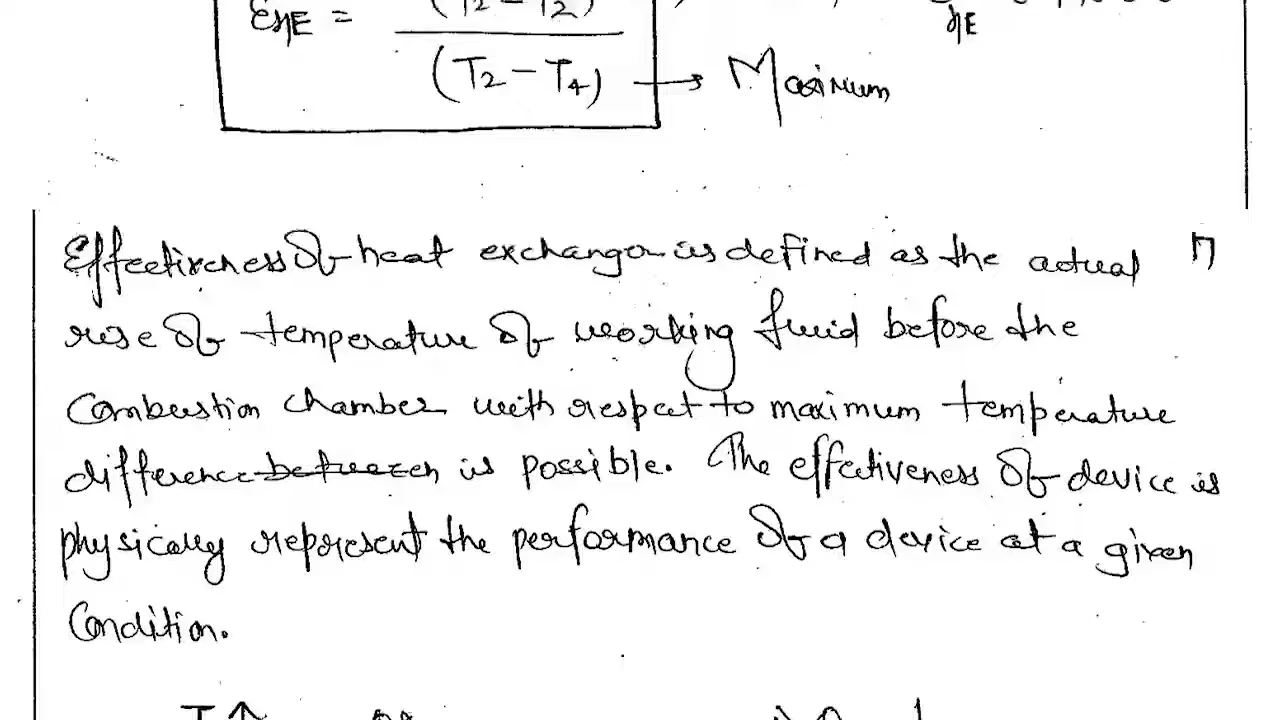 EHE =
(T2 - T4) → Maximum
Effectiveness of heat exchanger is defined as the actual
rise of temperature of working fluid before the
Combustion chamber with respect to maximum temperature
difference between is possible. The effectiveness of device is
physically represent the performance of a device at a given
Condition.
T↑